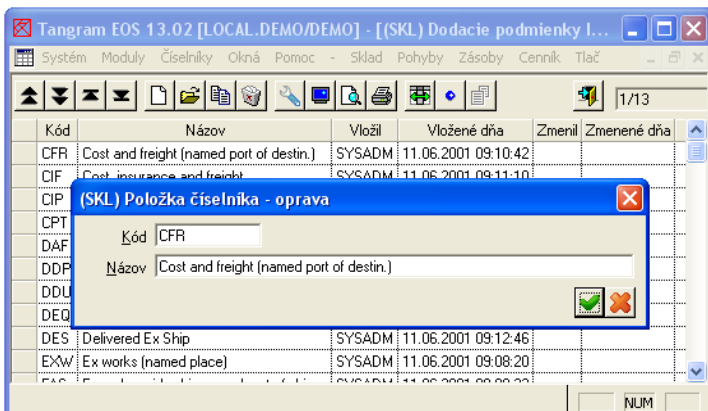 Tangram EOS 13.02 [LOCAL.DEMO/DEMO] - [(SKL) Dodacie podmienky I...
Systém Moduly Číselníky Okná Pomoc - Sklad Pohyby Zásoby Cenník Tlač
1/13
Kód Názov Vložil Vložené dňa Zmenil Zmenené dňa
CFR Cost and freight (named port of destin.) SYSADM 11.06.2001 09:10:42
CIF Cost, insurance and freight SYSADM 11.06.2001 09:11:10
CIP
(SKL) Položka číselníka - oprava
CPT
Kód CFR
DAF
DDP
Názov Cost and freight (named port of destin.)
DDU
DEQ
DES Delivered Ex Ship SYSADM 11.06.2001 09:12:46
EXW Ex works (named place) SYSADM 11.06.2001 09:08:20
NUM